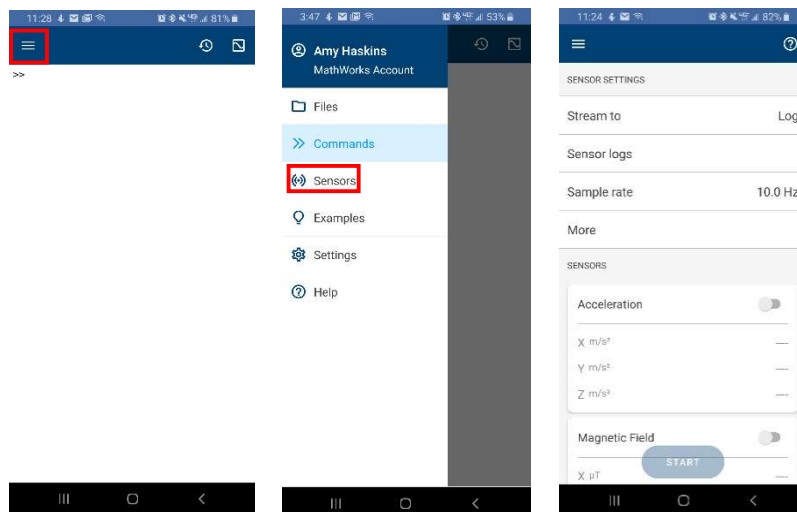 11:28 81%
>>
3:47 53%
Amy Haskins
MathWorks Account
Files
Commands
Sensors
Examples
Settings
Help
11:24 82%
SENSOR SETTINGS
Stream to Log
Sensor logs
Sample rate 10.0 Hz
More
SENSORS
Acceleration
X m/s² —
Y m/s² —
Z m/s² —
Magnetic Field
START
X µT —